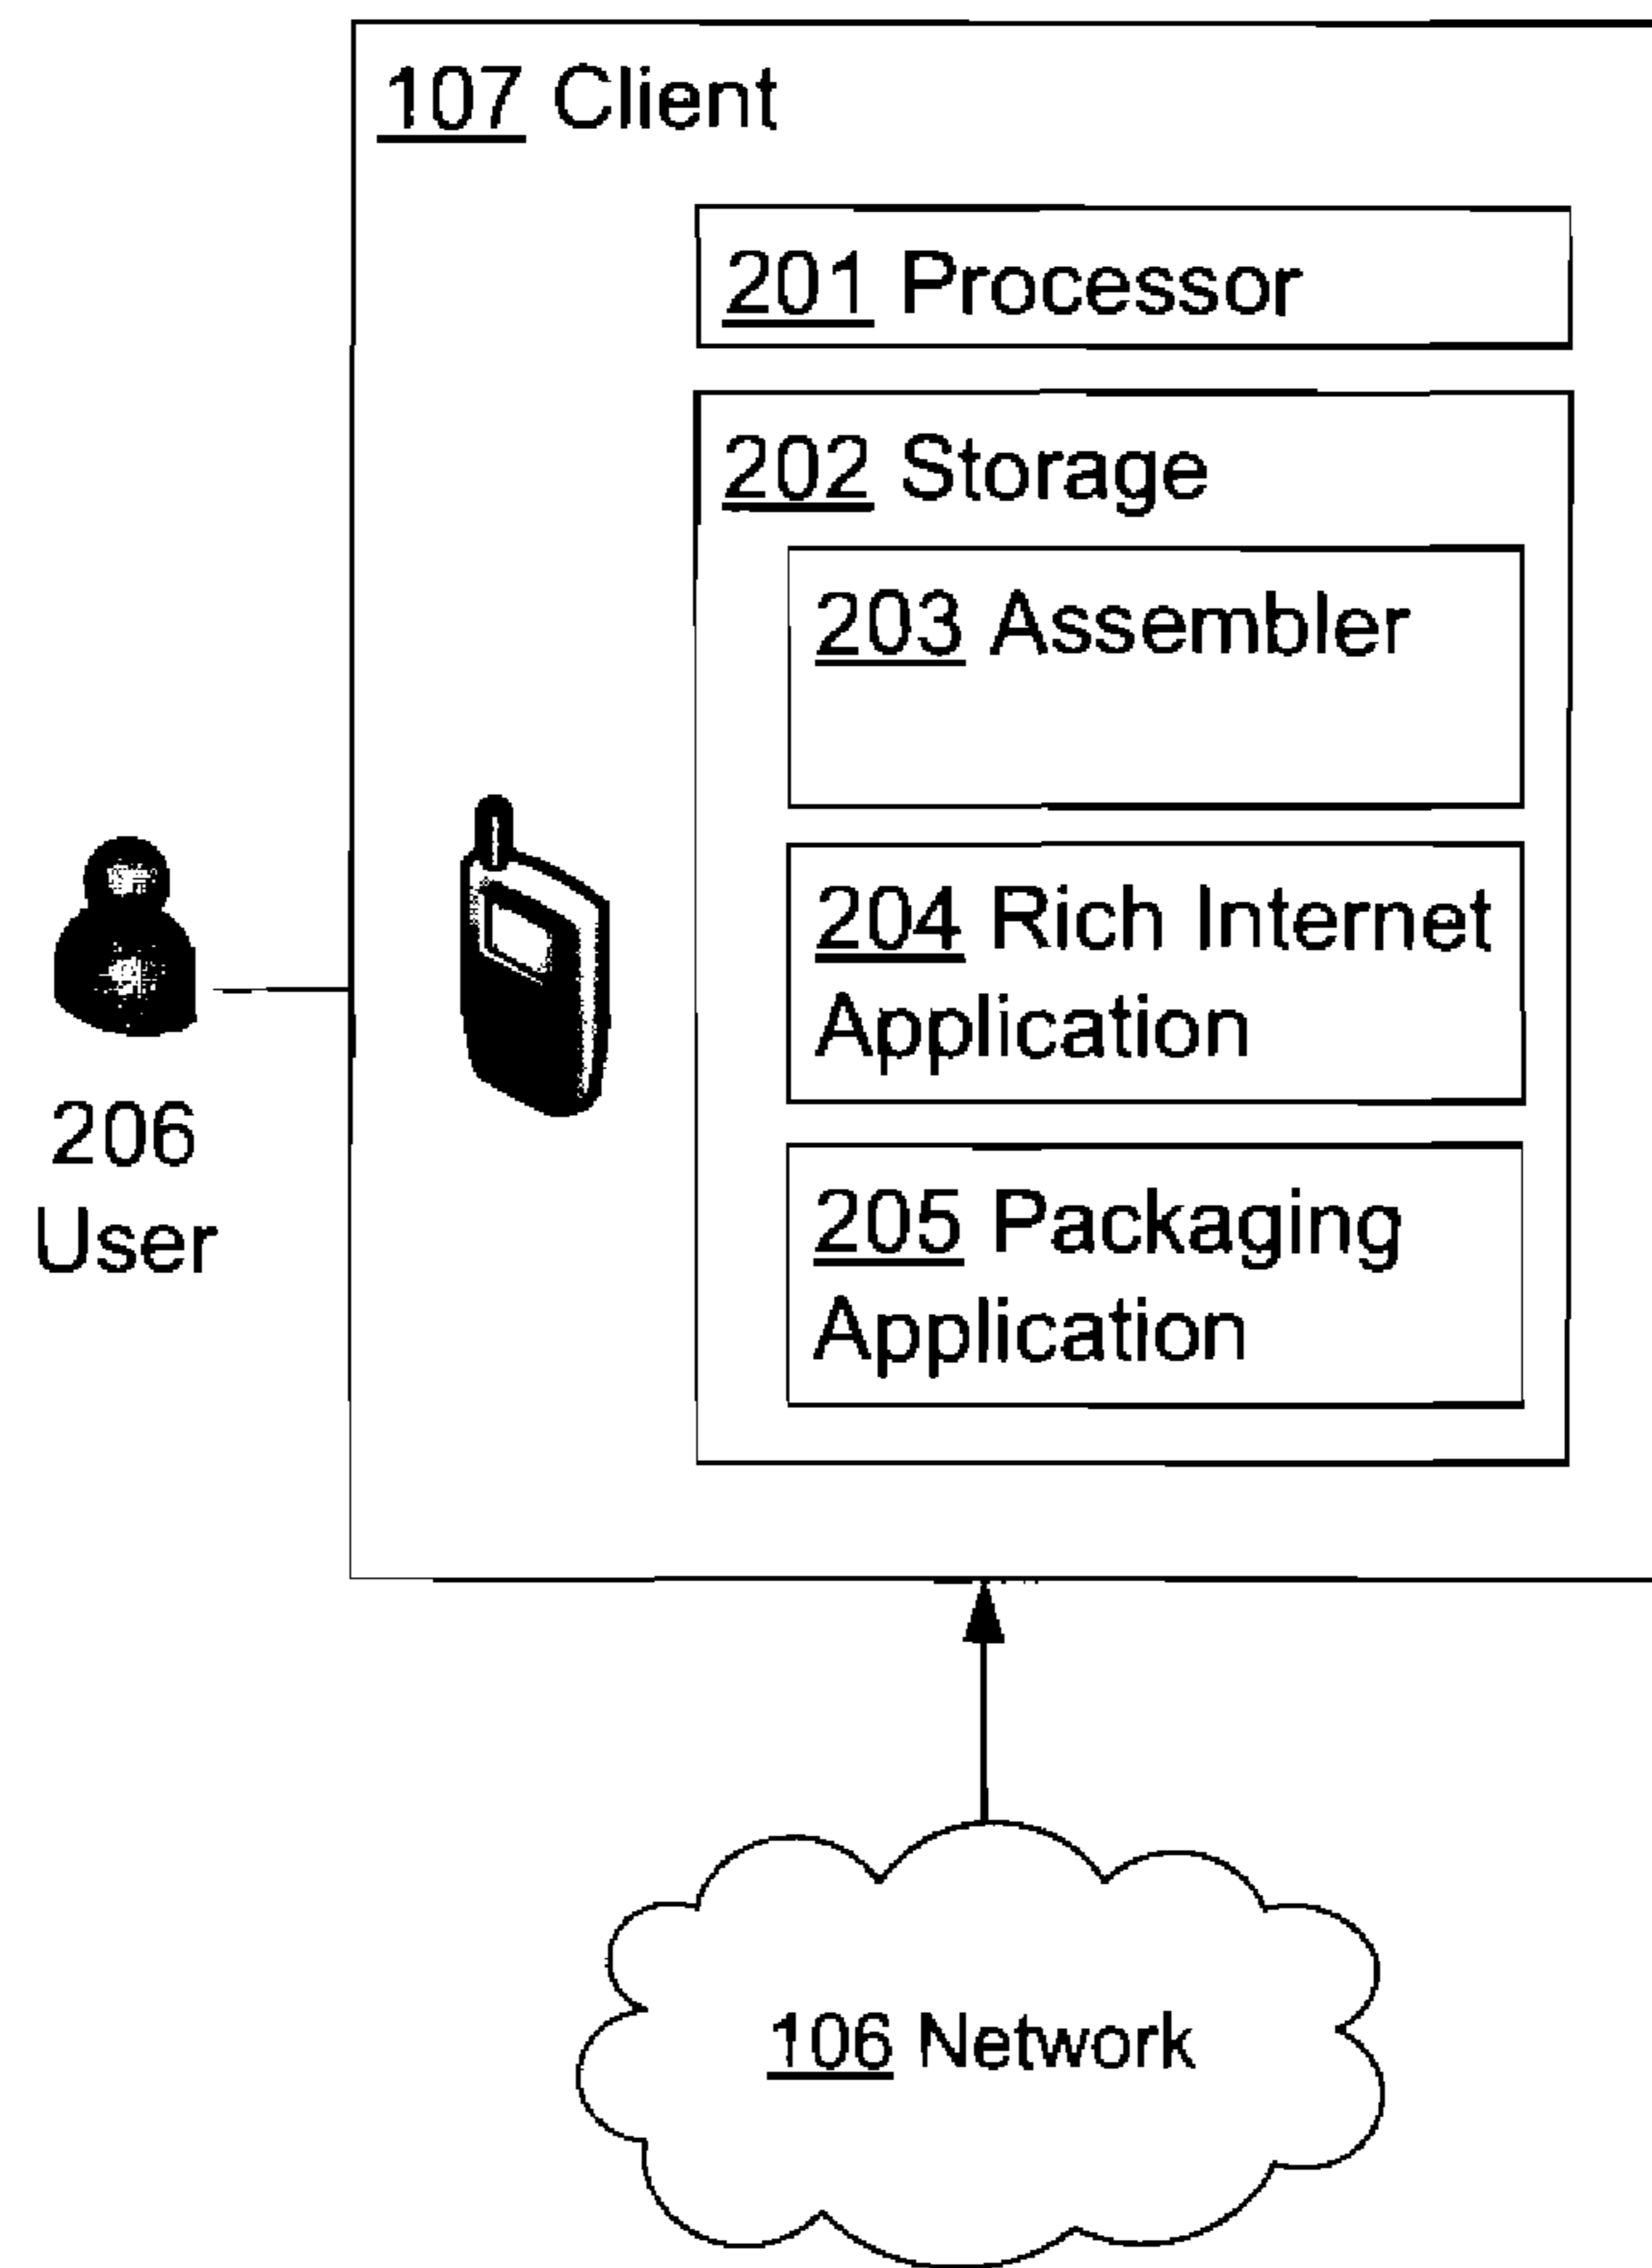 107 Client
201 Processor
202 Storage
203 Assembler
204 Rich Internet
Application
205 Packaging
Application
206
User
106 Network